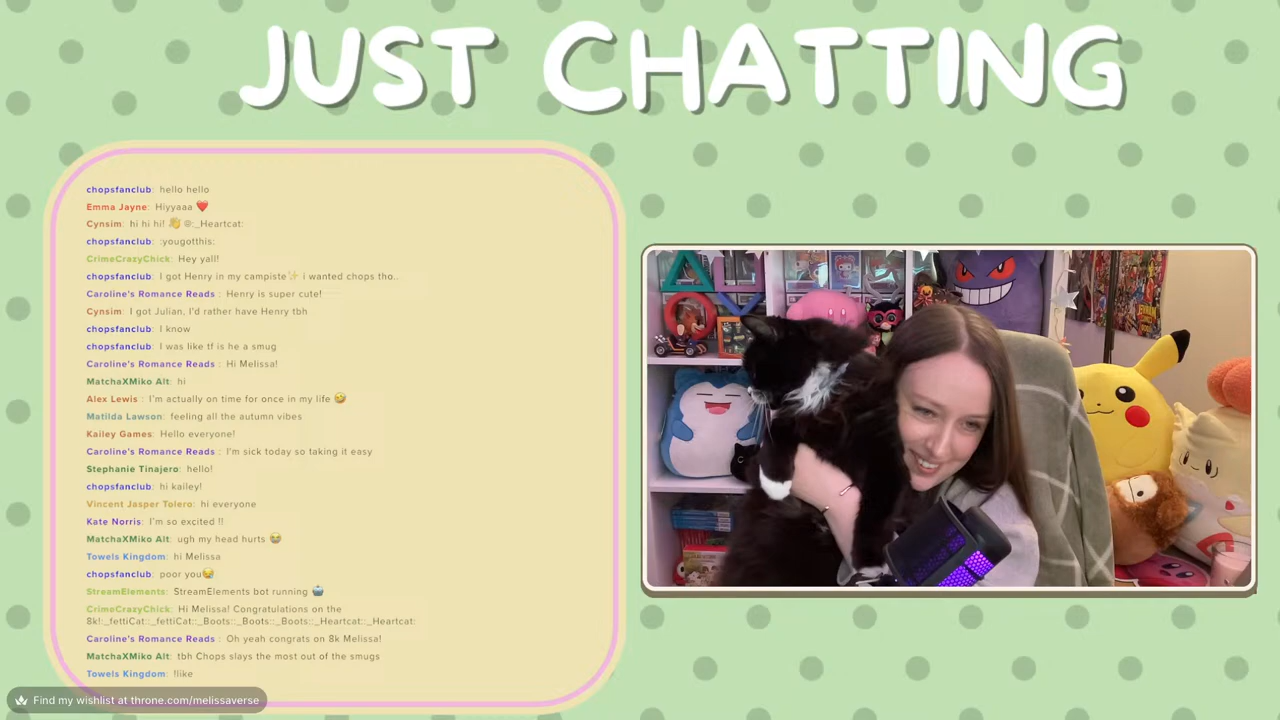 JUST CHATTING
chopsfanclub: hello hello
Emma Jayne: Hiyyaaa ❤️
Cynsim: hi hi hi! 👋 :_Heartcat:
chopsfanclub: :yougotthis:
CrimeCrazyChick: Hey yall!
chopsfanclub: I got Henry in my campiste✨ i wanted chops tho..
Caroline's Romance Reads : Henry is super cute!
Cynsim: I got Julian, I'd rather have Henry tbh
chopsfanclub: I know
chopsfanclub: I was like tf is he a smug
Caroline's Romance Reads : Hi Melissa!
MatchaXMiko Alt: hi
Alex Lewis : I'm actually on time for once in my life 🤣
Matilda Lawson: feeling all the autumn vibes
Kailey Games: Hello everyone!
Caroline's Romance Reads : I'm sick today so taking it easy
Stephanie Tinajero: hello!
chopsfanclub: hi kailey!
Vincent Jasper Tolero: hi everyone
Kate Norris: I'm so excited !!
MatchaXMiko Alt: ugh my head hurts 😭
Towels Kingdom: hi Melissa
chopsfanclub: poor you😪
StreamElements: StreamElements bot running 🤖
CrimeCrazyChick: Hi Melissa! Congratulations on the
8k!:_fettiCat::_fettiCat::_Boots::_Boots::_Boots::_Heartcat::_Heartcat:
Caroline's Romance Reads : Oh yeah congrats on 8k Melissa!
MatchaXMiko Alt: tbh Chops slays the most out of the smugs
Towels Kingdom: !like
Find my wishlist at throne.com/melissaverse